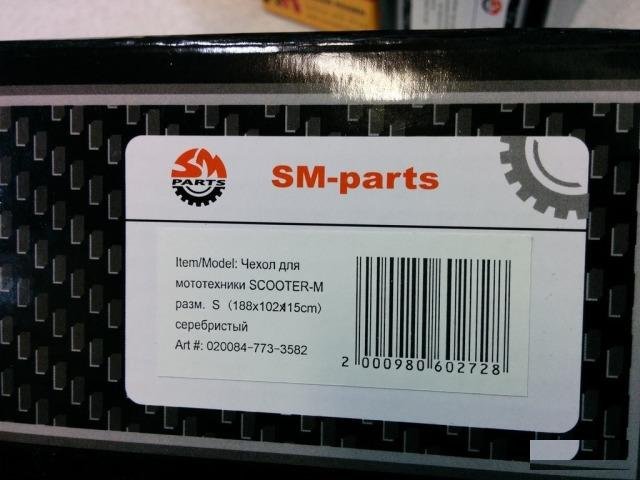 SM
PARTS
SM-parts
Item/Model: Чехол для
мототехники SCOOTER-M
разм. S (188x102x115cm)
серебристый
Art #: 020084-773-3582
2 000980 602728